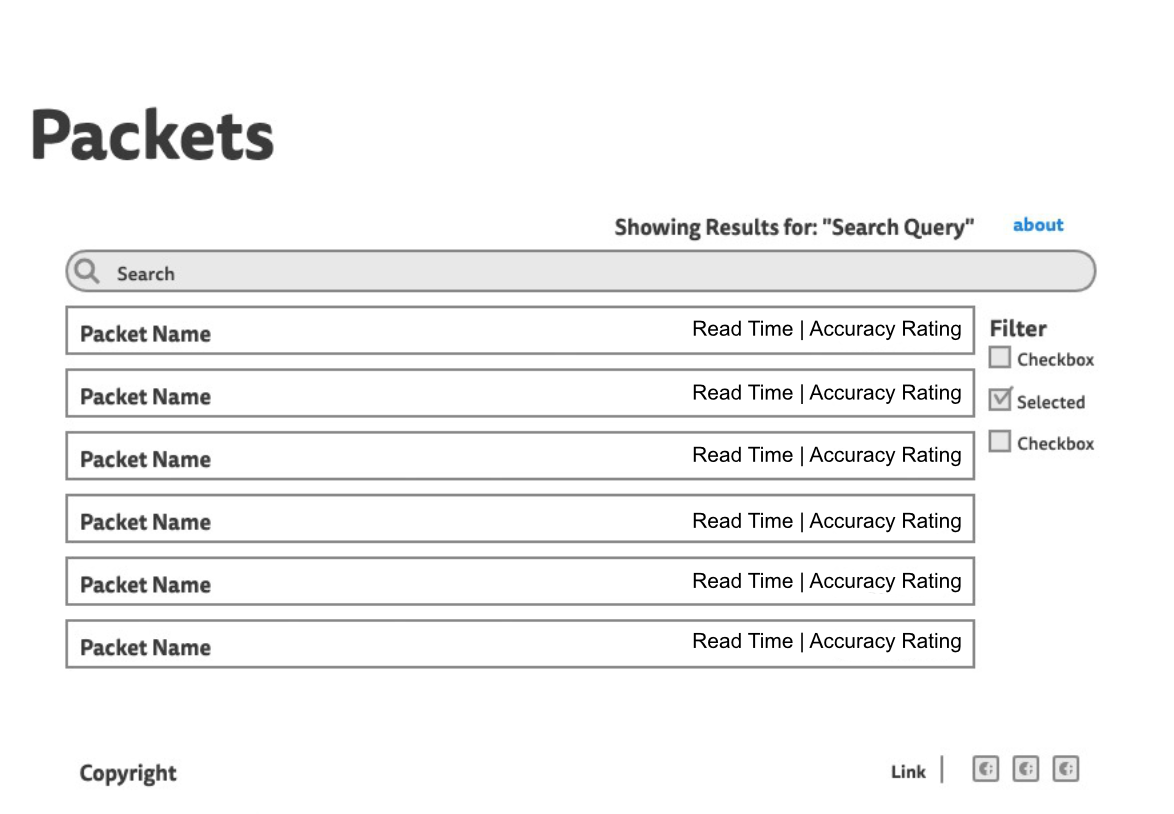 Packets
Showing Results for: "Search Query" about
Search
Packet Name Read Time | Accuracy Rating Filter
Checkbox
Packet Name Read Time | Accuracy Rating
Selected
Packet Name Read Time | Accuracy Rating
Checkbox
Packet Name Read Time | Accuracy Rating
Packet Name Read Time | Accuracy Rating
Packet Name Read Time | Accuracy Rating
Copyright Link |